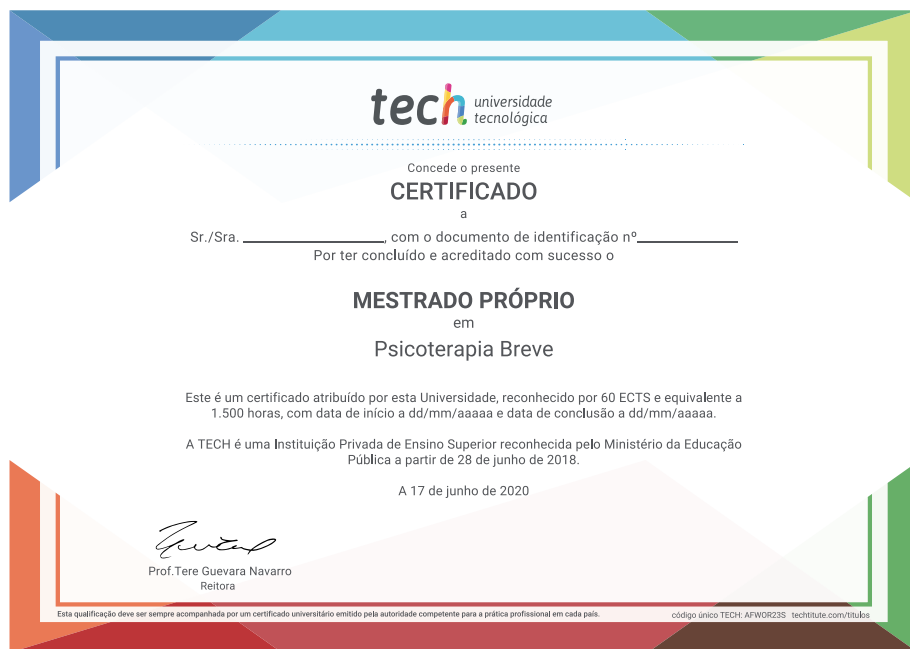 tech universidade
tecnológica
Concede o presente
CERTIFICADO
a
Sr./Sra. ________________, com o documento de identificação nº____________
Por ter concluído e acreditado com sucesso o
MESTRADO PRÓPRIO
em
Psicoterapia Breve
Este é um certificado atribuído por esta Universidade, reconhecido por 60 ECTS e equivalente a
1.500 horas, com data de início a dd/mm/aaaaa e data de conclusão a dd/mm/aaaaa.
A TECH é uma Instituição Privada de Ensino Superior reconhecida pelo Ministério da Educação
Pública a partir de 28 de junho de 2018.
A 17 de junho de 2020
Prof.Tere Guevara Navarro
Reitora
Esta qualificação deve ser sempre acompanhada por um certificado universitário emitido pela autoridade competente para a prática profissional em cada país.
código único TECH: AFWOR23S techtitute.com/titulos